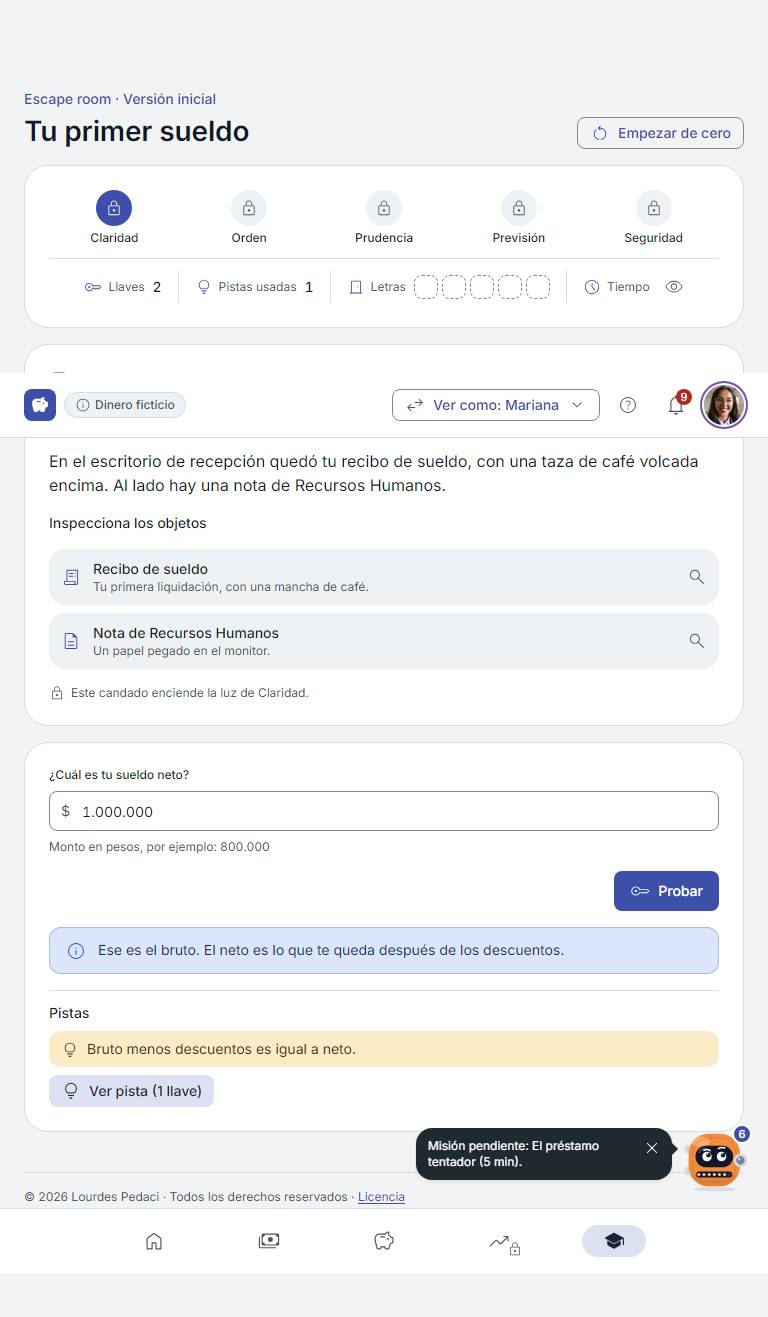 Escape room · Versión inicial
Tu primer sueldo
Empezar de cero
Claridad
Orden
Prudencia
Previsión
Seguridad
Llaves 2
Pistas usadas 1
Letras
Tiempo
Dinero ficticio
Ver como: Mariana
9
En el escritorio de recepción quedó tu recibo de sueldo, con una taza de café volcada
encima. Al lado hay una nota de Recursos Humanos.
Inspecciona los objetos
Recibo de sueldo
Tu primera liquidación, con una mancha de café.
Nota de Recursos Humanos
Un papel pegado en el monitor.
Este candado enciende la luz de Claridad.
¿Cuál es tu sueldo neto?
$ 1.000.000
Monto en pesos, por ejemplo: 800.000
Probar
Ese es el bruto. El neto es lo que te queda después de los descuentos.
Pistas
Bruto menos descuentos es igual a neto.
Ver pista (1 llave)
Misión pendiente: El préstamo
tentador (5 min).
6
© 2026 Lourdes Pedaci · Todos los derechos reservados · Licencia